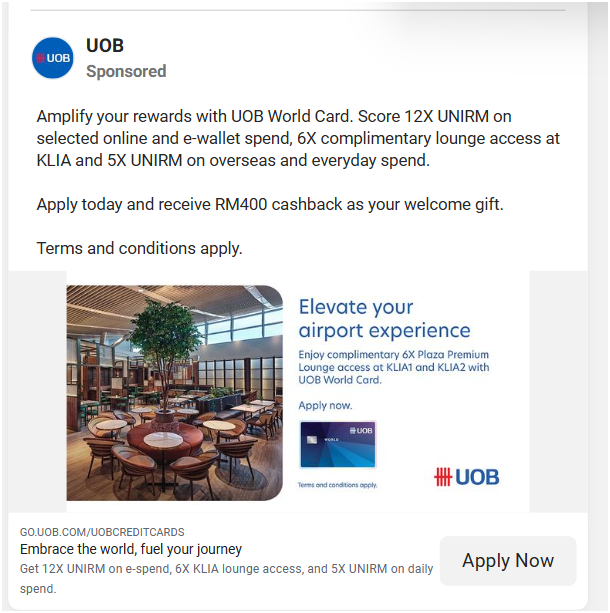 UOB
UOB
Sponsored
Amplify your rewards with UOB World Card. Score 12X UNIRM on
selected online and e-wallet spend, 6X complimentary lounge access at
KLIA and 5X UNIRM on overseas and everyday spend.
Apply today and receive RM400 cashback as your welcome gift.
Terms and conditions apply.
Elevate your
airport experience
Enjoy complimentary 6X Plaza Premium
Lounge access at KLIA1 and KLIA2 with
UOB World Card.
Apply now.
UOB
WORLD
UOB
Terms and conditions apply.
GO.UOB.COM/UOBCREDITCARDS
Embrace the world, fuel your journey
Get 12X UNIRM on e-spend, 6X KLIA lounge access, and 5X UNIRM on daily
spend.
Apply Now